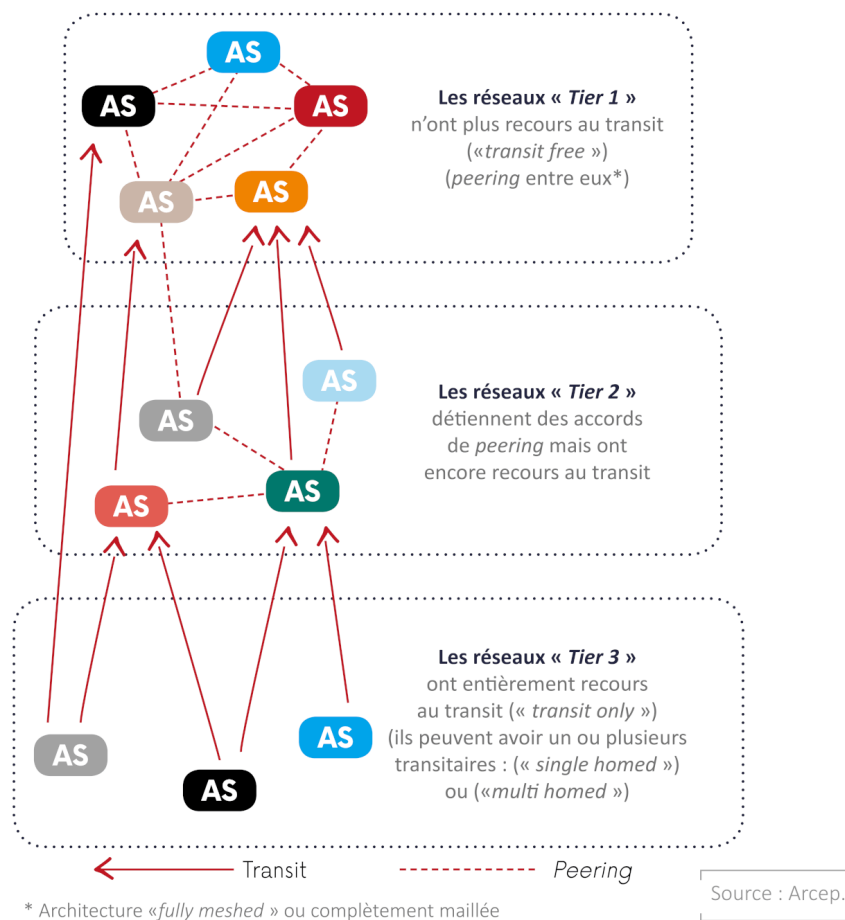 AS
AS
AS
AS
AS
Les réseaux « Tier 1 »
n'ont plus recours au transit
(«transit free »)
(peering entre eux*)
AS
AS
AS
AS
Les réseaux « Tier 2 »
détiennent des accords
de peering mais ont
encore recours au transit
AS
AS
AS
Les réseaux « Tier 3 »
ont entièrement recours
au transit (« transit only »)
(ils peuvent avoir un ou plusieurs
transitaires : (« single homed »)
ou («multi homed »)
Transit
Peering
* Architecture «fully meshed » ou complètement maillée
Source : Arcep.